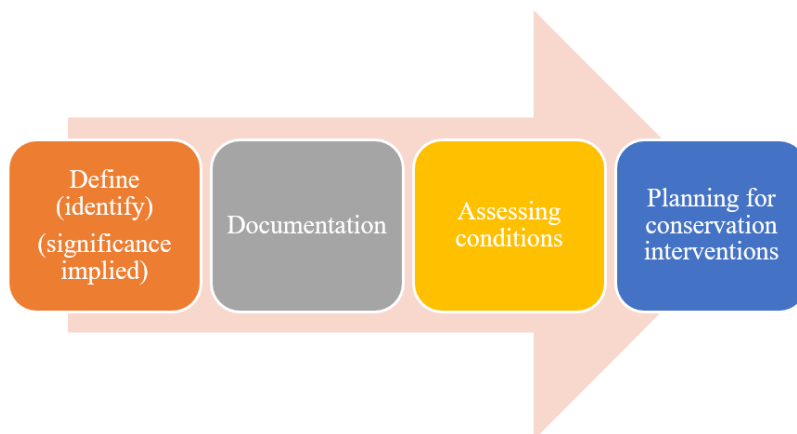 Define
(identify)
(significance
implied)
Documentation
Assessing
conditions
Planning for
conservation
interventions